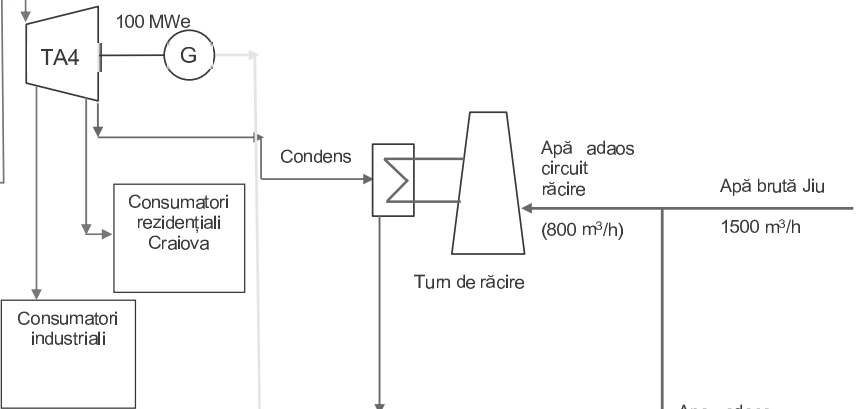 100 MWe
TA4
G
Condens
Apă adaos
circuit
răcire
(800 m³/h)
Apă brută Jiu
1500 m³/h
Consumatori
rezidențiali
Craiova
Turn de răcire
Consumatori
industriali